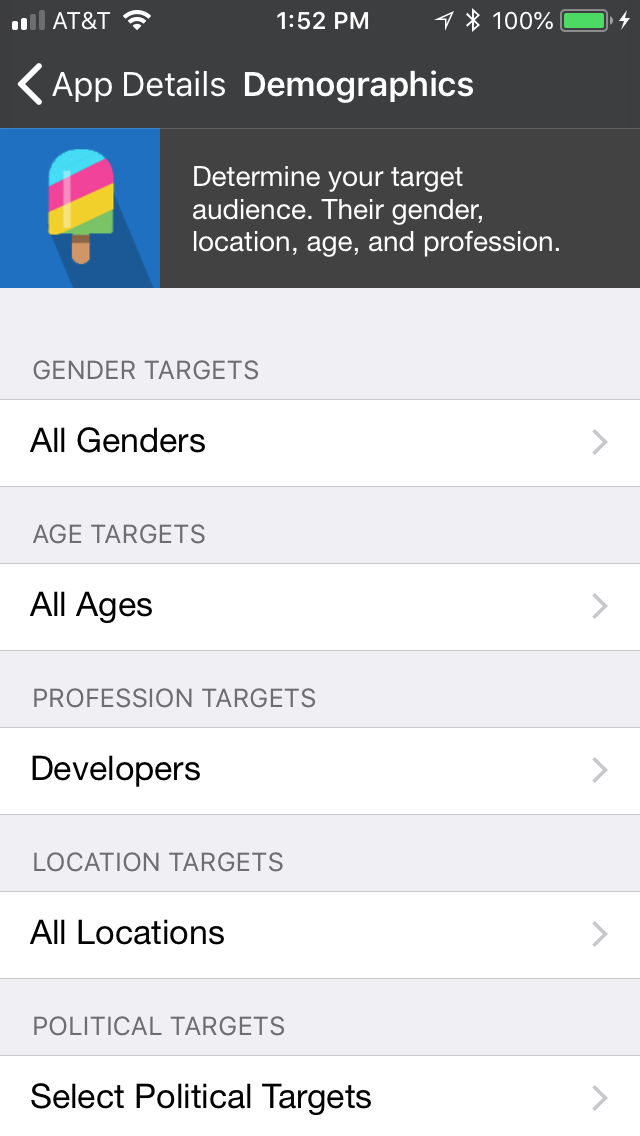 AT&T 1:52 PM 100%
App Details Demographics
Determine your target
audience. Their gender,
location, age, and profession.
GENDER TARGETS
All Genders
AGE TARGETS
All Ages
PROFESSION TARGETS
Developers
LOCATION TARGETS
All Locations
POLITICAL TARGETS
Select Political Targets